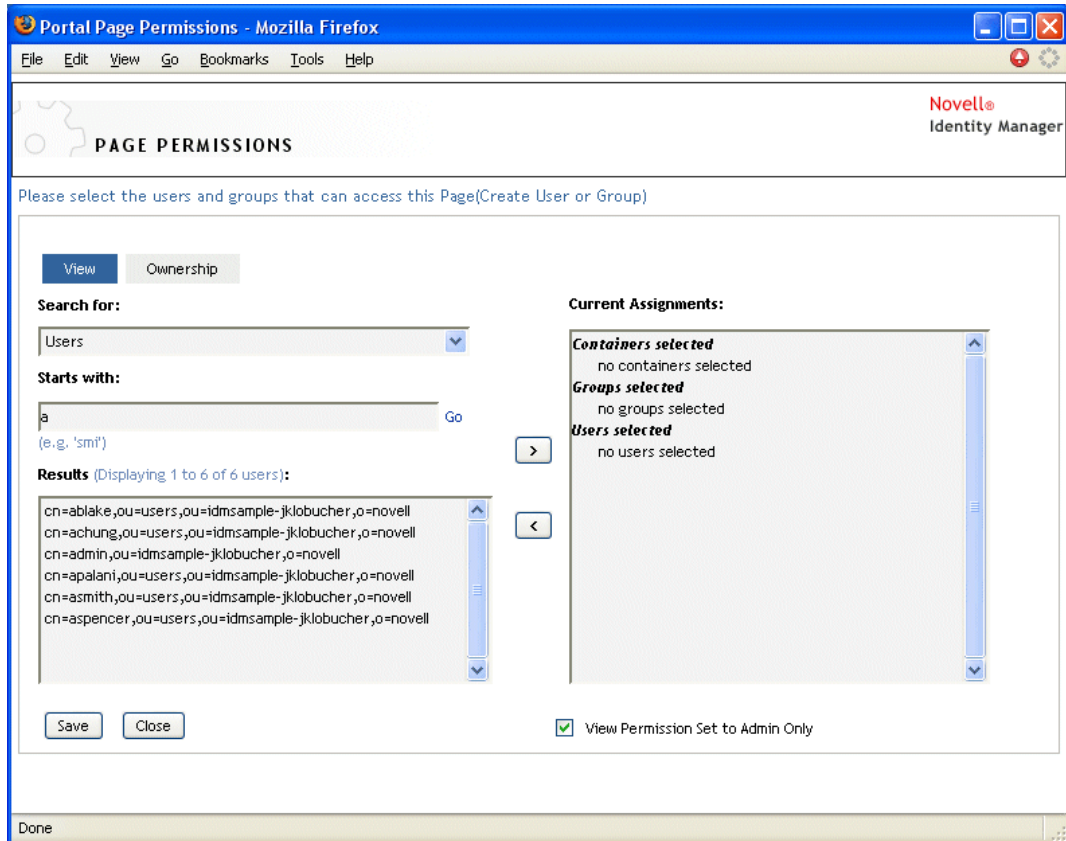 Portal Page Permissions - Mozilla Firefox
File Edit View Go Bookmarks Tools Help
Novell®
Identity Manager
PAGE PERMISSIONS
Please select the users and groups that can access this Page(Create User or Group)
View Ownership
Search for:
Users
Starts with:
a
Go
(e.g. 'smi')
Results (Displaying 1 to 6 of 6 users):
cn=ablake,ou=users,ou=idmsample-jklobucher,o=novell
cn=achung,ou=users,ou=idmsample-jklobucher,o=novell
cn=admin,ou=idmsample-jklobucher,o=novell
cn=apalani,ou=users,ou=idmsample-jklobucher,o=novell
cn=asmith,ou=users,ou=idmsample-jklobucher,o=novell
cn=aspencer,ou=users,ou=idmsample-jklobucher,o=novell
>
<
Current Assignments:
Containers selected
no containers selected
Groups selected
no groups selected
Users selected
no users selected
Save Close
View Permission Set to Admin Only
Done